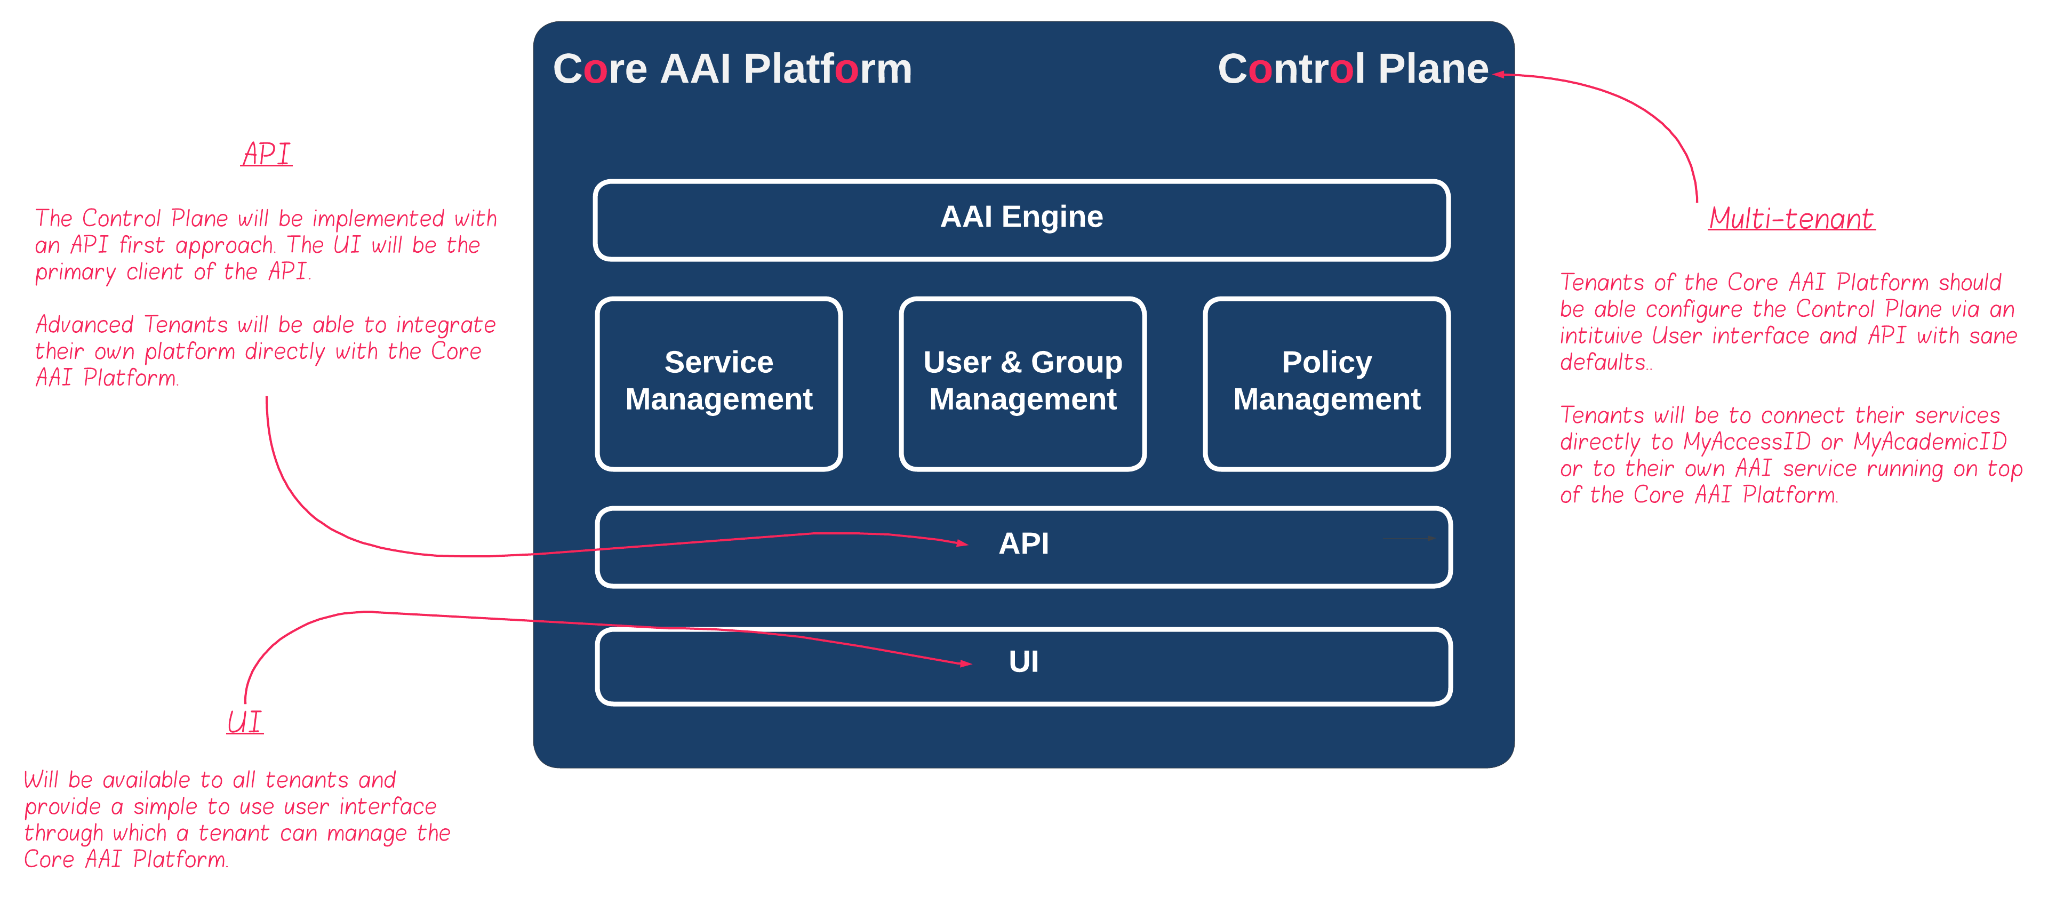 Core AAI Platform
Control Plane
API
The Control Plane will be implemented with
an API first approach. The UI will be the
primary client of the API.
Advanced Tenants will be able to integrate
their own platform directly with the Core
AAI Platform.
AAI Engine
Service
Management
User & Group
Management
Policy
Management
API
UI
Multi-tenant
Tenants of the Core AAI Platform should
be able configure the Control Plane via an
intituive User interface and API with sane
defaults..
Tenants will be to connect their services
directly to MyAccessID or MyAcademicID
or to their own AAI service running on top
of the Core AAI Platform.
UI
Will be available to all tenants and
provide a simple to use user interface
through which a tenant can manage the
Core AAI Platform.